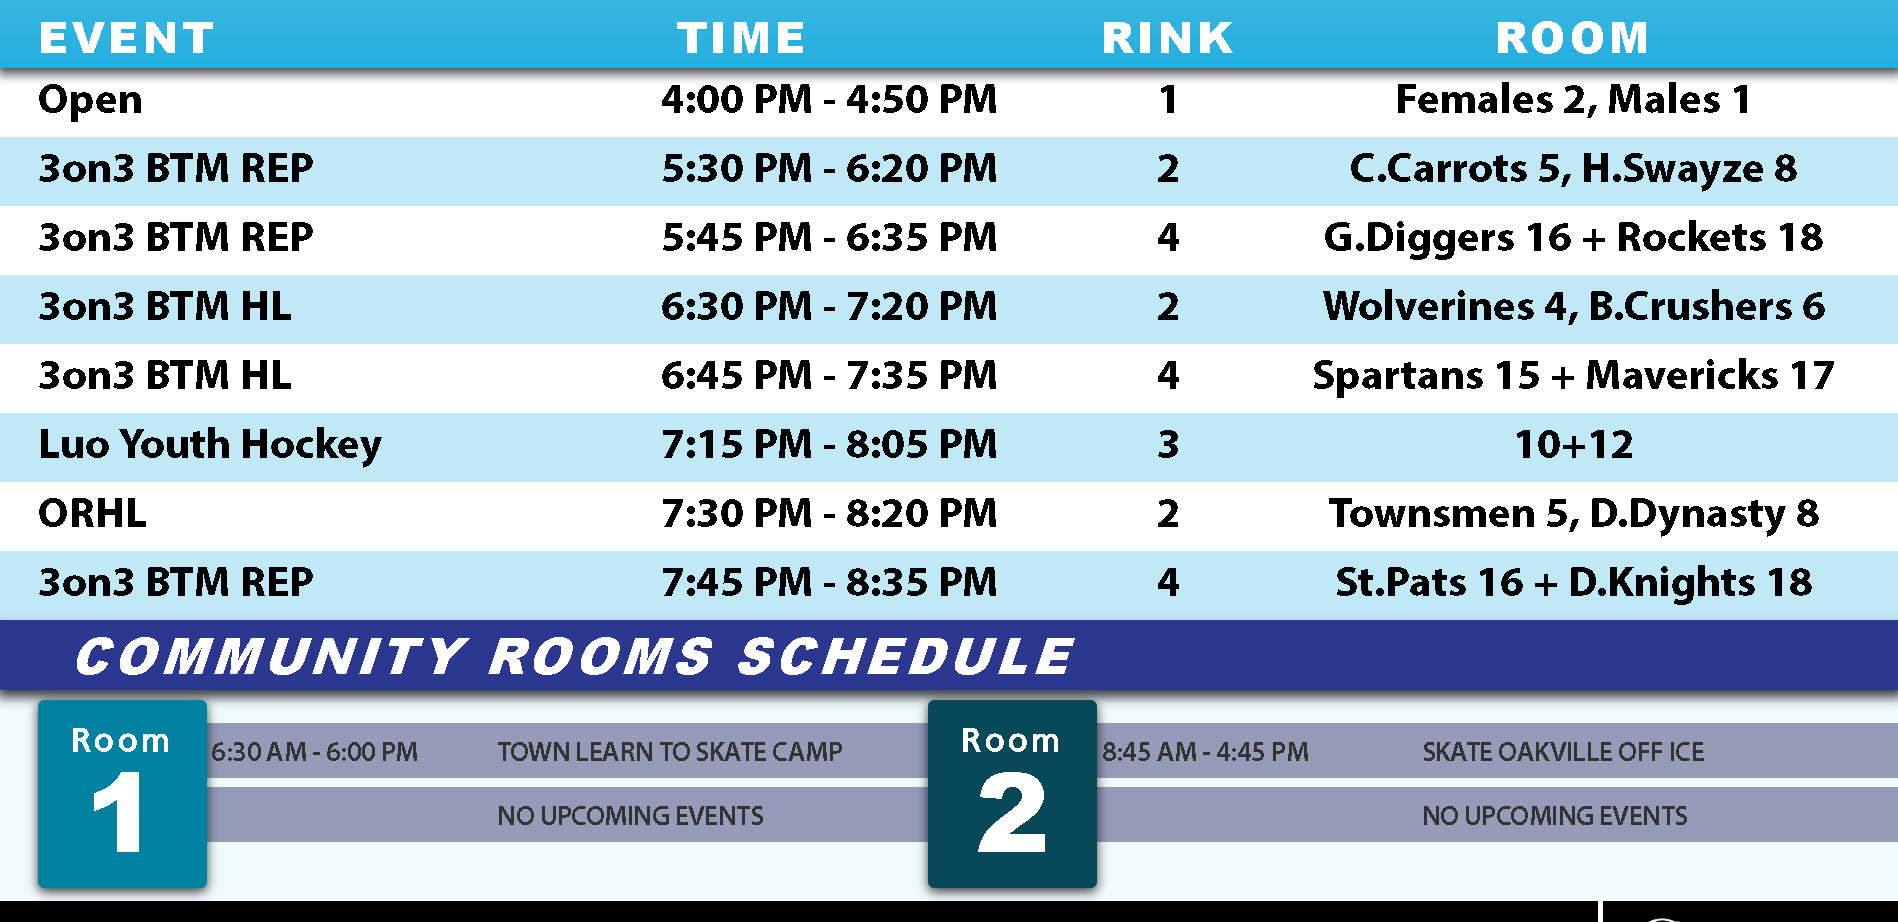 EVENT TIME RINK ROOM
Open 4:00 PM - 4:50 PM 1 Females 2, Males 1
3on3 BTM REP 5:30 PM - 6:20 PM 2 C.Carrots 5, H.Swayze 8
3on3 BTM REP 5:45 PM - 6:35 PM 4 G.Diggers 16 + Rockets 18
3on3 BTM HL 6:30 PM - 7:20 PM 2 Wolverines 4, B.Crushers 6
3on3 BTM HL 6:45 PM - 7:35 PM 4 Spartans 15 + Mavericks 17
Luo Youth Hockey 7:15 PM - 8:05 PM 3 10+12
ORHL 7:30 PM - 8:20 PM 2 Townsmen 5, D.Dynasty 8
3on3 BTM REP 7:45 PM - 8:35 PM 4 St.Pats 16 + D.Knights 18
COMMUNITY ROOMS SCHEDULE
Room
1
6:30 AM - 6:00 PM TOWN LEARN TO SKATE CAMP
NO UPCOMING EVENTS
Room
2
8:45 AM - 4:45 PM SKATE OAKVILLE OFF ICE
NO UPCOMING EVENTS